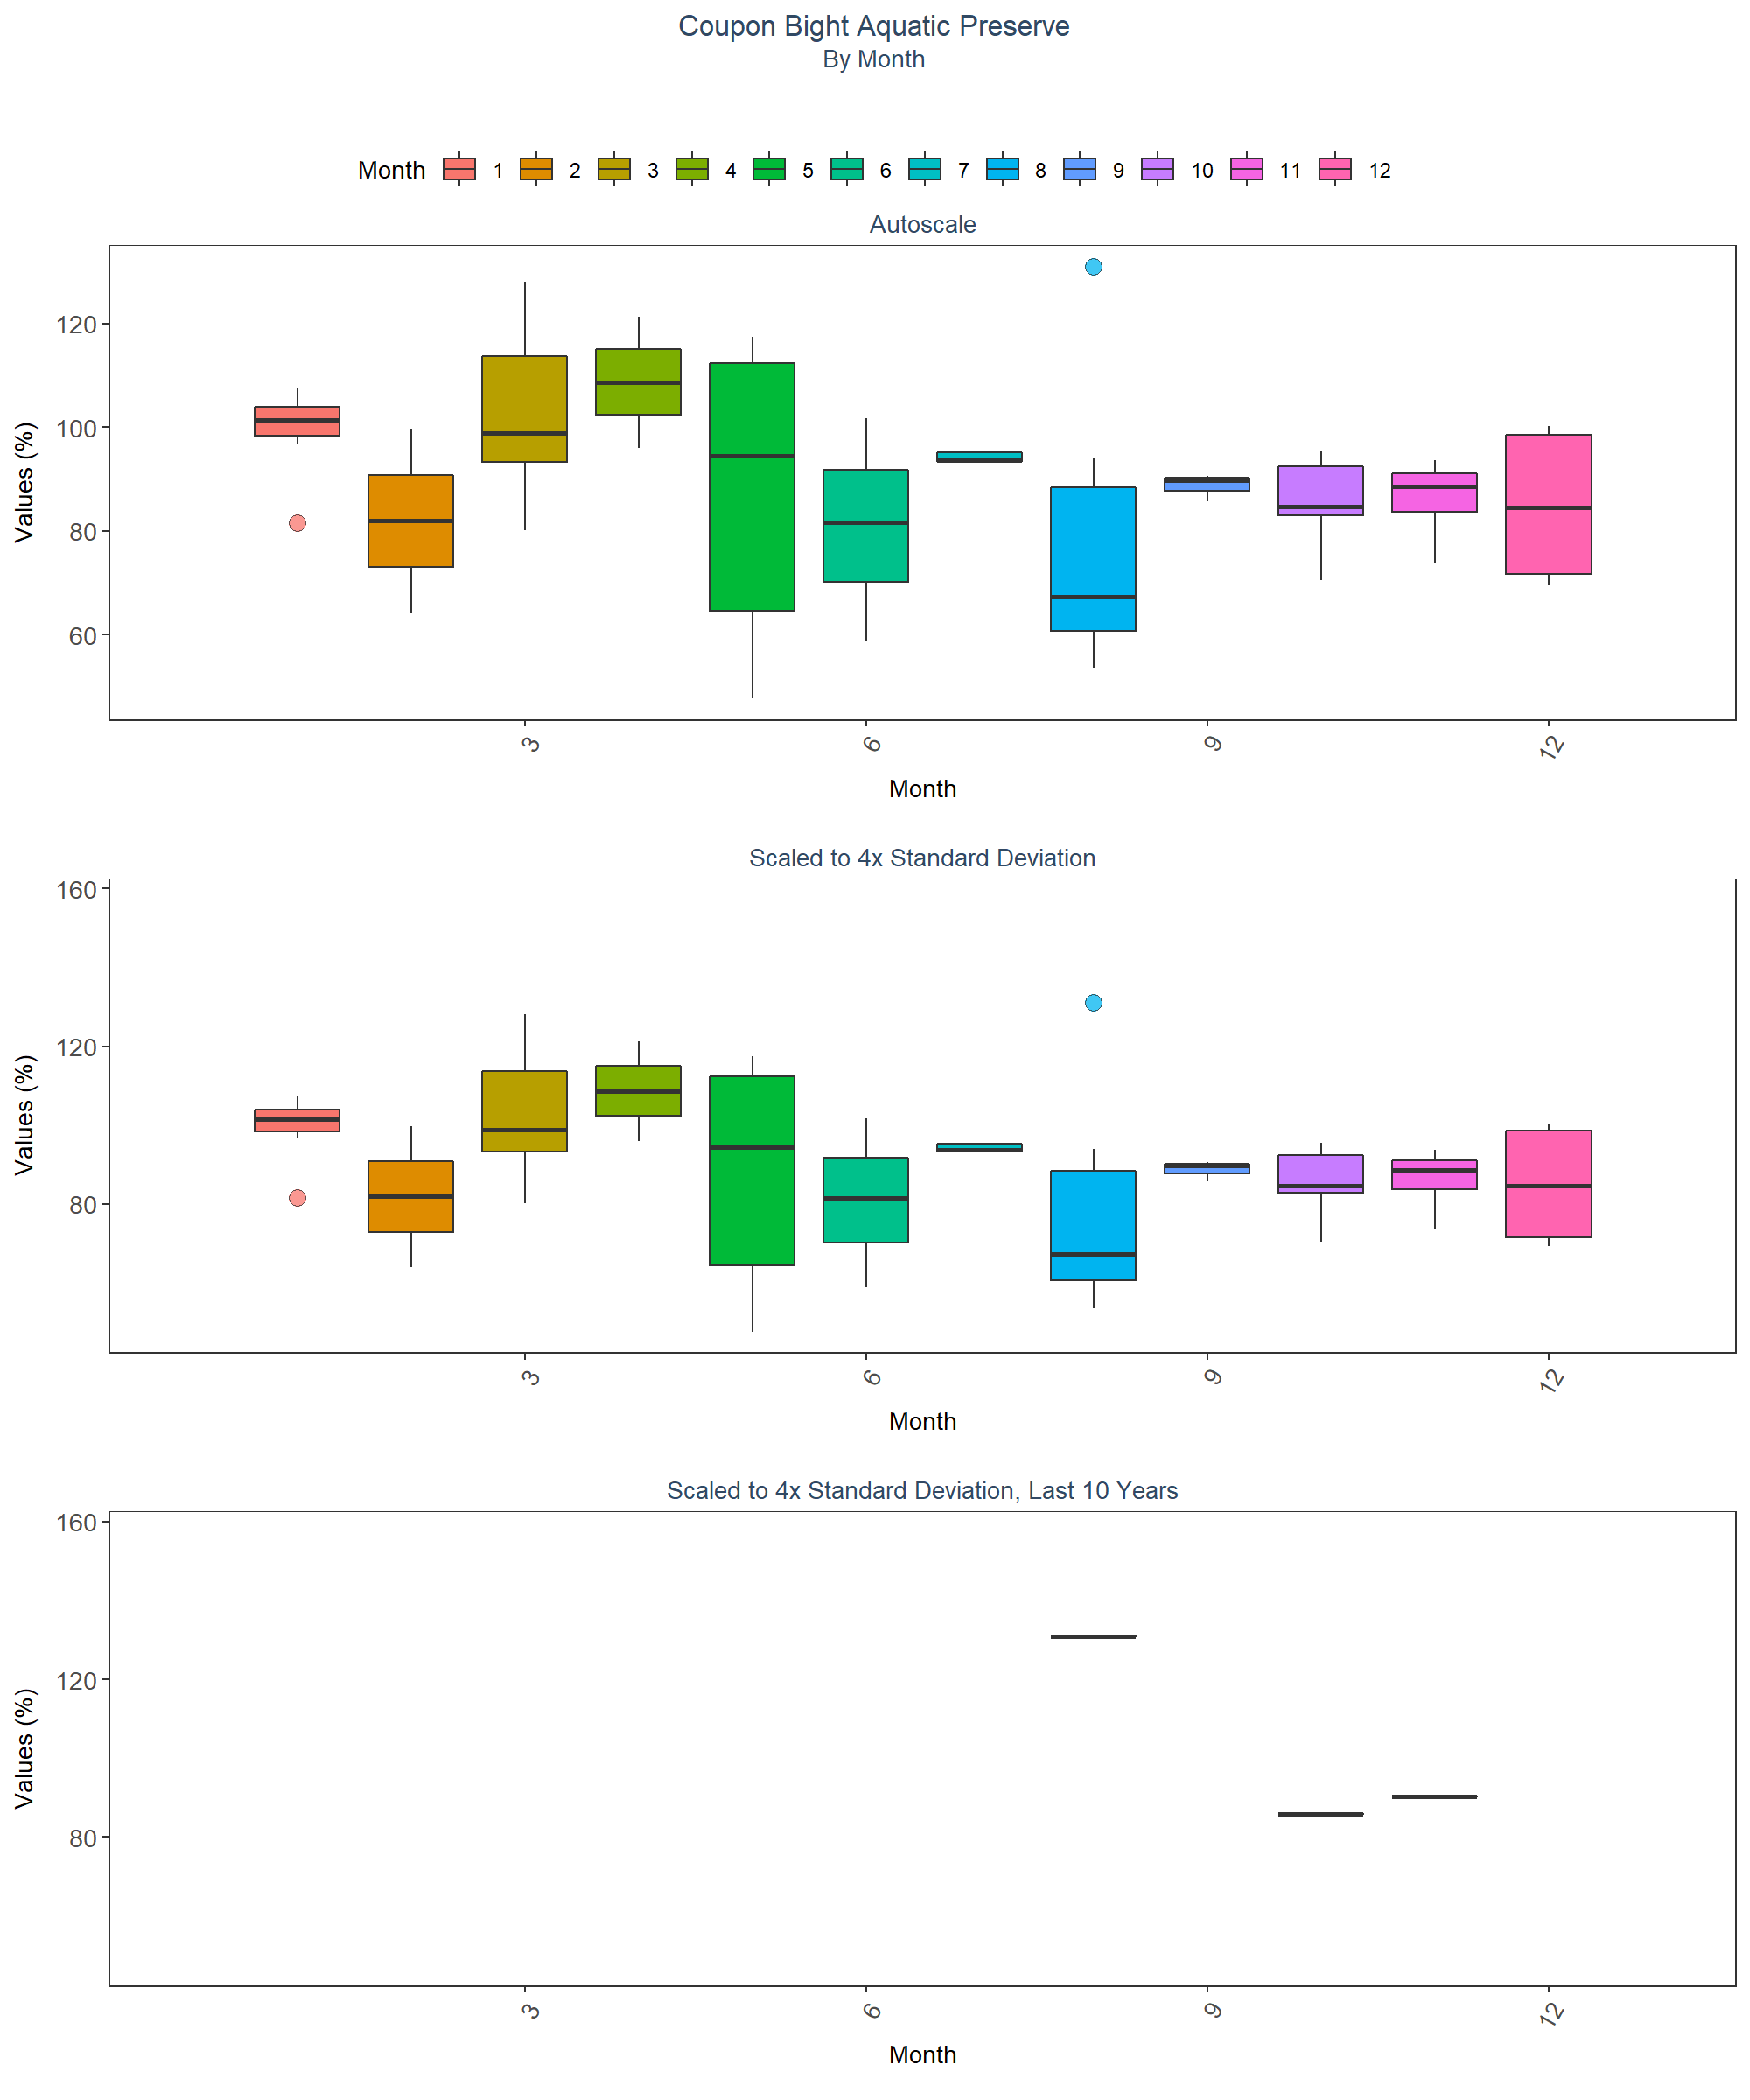 Coupon Bight Aquatic Preserve
By Month
Month 1 2 3 4 5 6 7 8 9 10 11 12
Autoscale
120
100
80
60
Values (%)
3 6 9 12
Month
Scaled to 4x Standard Deviation
160
120
80
Values (%)
3 6 9 12
Month
Scaled to 4x Standard Deviation, Last 10 Years
160
120
80
Values (%)
3 6 9 12
Month